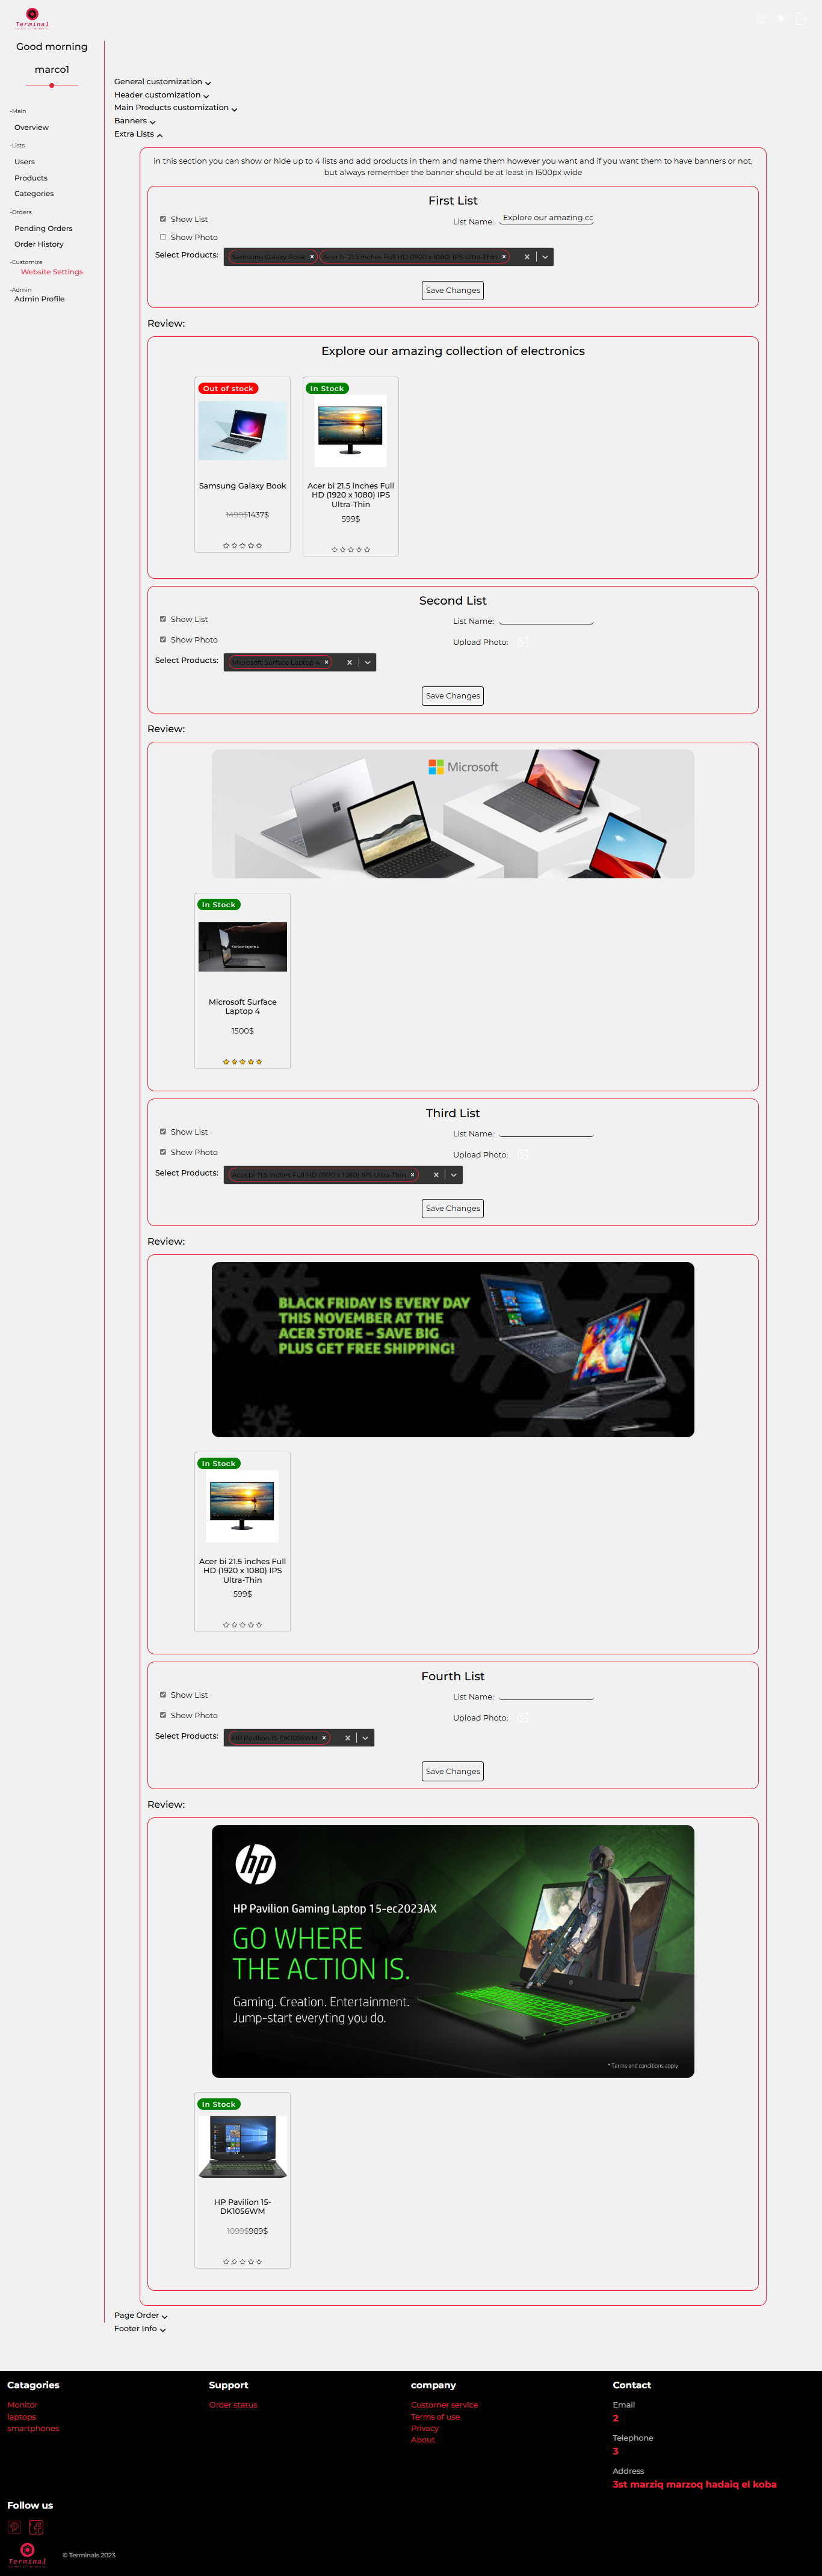 Terminal
Good morning
marco1
-Main
Overview
-Lists
Users
Products
Categories
-Orders
Pending Orders
Order History
-Customize
Website Settings
-Admin
Admin Profile
General customization
Header customization
Main Products customization
Banners
Extra Lists
in this section you can show or hide up to 4 lists and add products in them and name them however you want and if you want them to have banners or not,
but always remember the banner should be at least in 1500px wide
First List
Show List
List Name: Explore our amazing cc
Show Photo
Select Products: Samsung Galaxy Book Acer bi 21.5 inches Full HD (1920 x 1080) IPS Ultra-Thin
Save Changes
Review:
Explore our amazing collection of electronics
Out of stock
In Stock
Samsung Galaxy Book
Acer bi 21.5 inches Full
HD (1920 x 1080) IPS
Ultra-Thin
1499$1437$
599$
Second List
Show List
List Name:
Show Photo
Upload Photo:
Select Products: Microsoft Surface Laptop 4
Save Changes
Review:
Microsoft
In Stock
Surface Laptop 4
Microsoft Surface
Laptop 4
1500$
Third List
Show List
List Name:
Show Photo
Upload Photo:
Select Products: Acer bi 21.5 inches Full HD (1920 x 1080) IPS Ultra-Thin
Save Changes
Review:
BLACK FRIDAY IS EVERY DAY
THIS NOVEMBER AT THE
ACER STORE – SAVE BIG
PLUS GET FREE SHIPPING!
In Stock
Acer bi 21.5 inches Full
HD (1920 x 1080) IPS
Ultra-Thin
599$
Fourth List
Show List
List Name:
Show Photo
Upload Photo:
Select Products: HP Pavilion 15-DK1056WM
Save Changes
Review:
hp
HP Pavilion Gaming Laptop 15-ec2023AX
GO WHERE
THE ACTION IS.
Gaming. Creation. Entertainment.
Jump-start everything you do.
* Terms and conditions apply
In Stock
HP Pavilion 15-
DK1056WM
1099$989$
Page Order
Footer Info
Catagories
Monitor
laptops
smartphones
Support
Order status
company
Customer service
Terms of use
Privacy
About
Contact
Email
2
Telephone
3
Address
3st marziq marzoq hadaiq el koba
Follow us
Terminal
© Terminals 2023